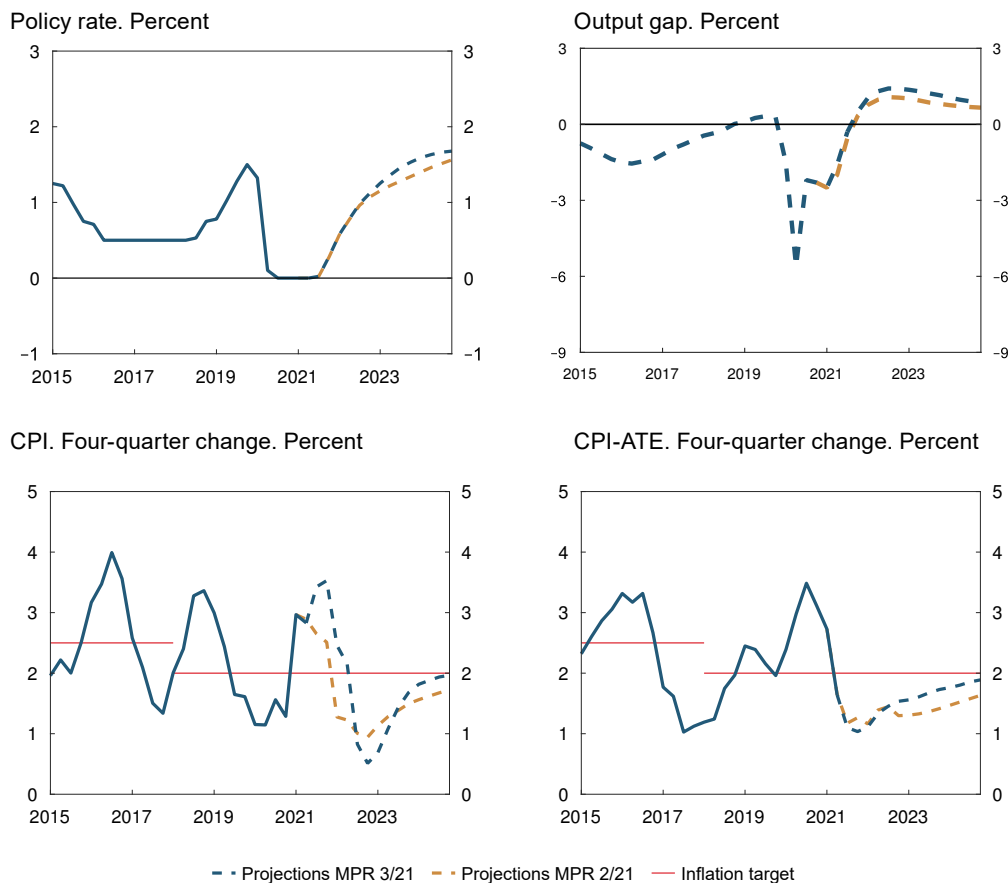 Policy rate. Percent
3 3
2 2
1 1
0 0
−1 −1
2015 2017 2019 2021 2023
Output gap. Percent
3 3
0 0
−3 −3
−6 −6
−9 −9
2015 2017 2019 2021 2023
CPI. Four-quarter change. Percent
5 5
4 4
3 3
2 2
1 1
0 0
2015 2017 2019 2021 2023
CPI-ATE. Four-quarter change. Percent
5 5
4 4
3 3
2 2
1 1
0 0
2015 2017 2019 2021 2023
Projections MPR 3/21 Projections MPR 2/21 Inflation target